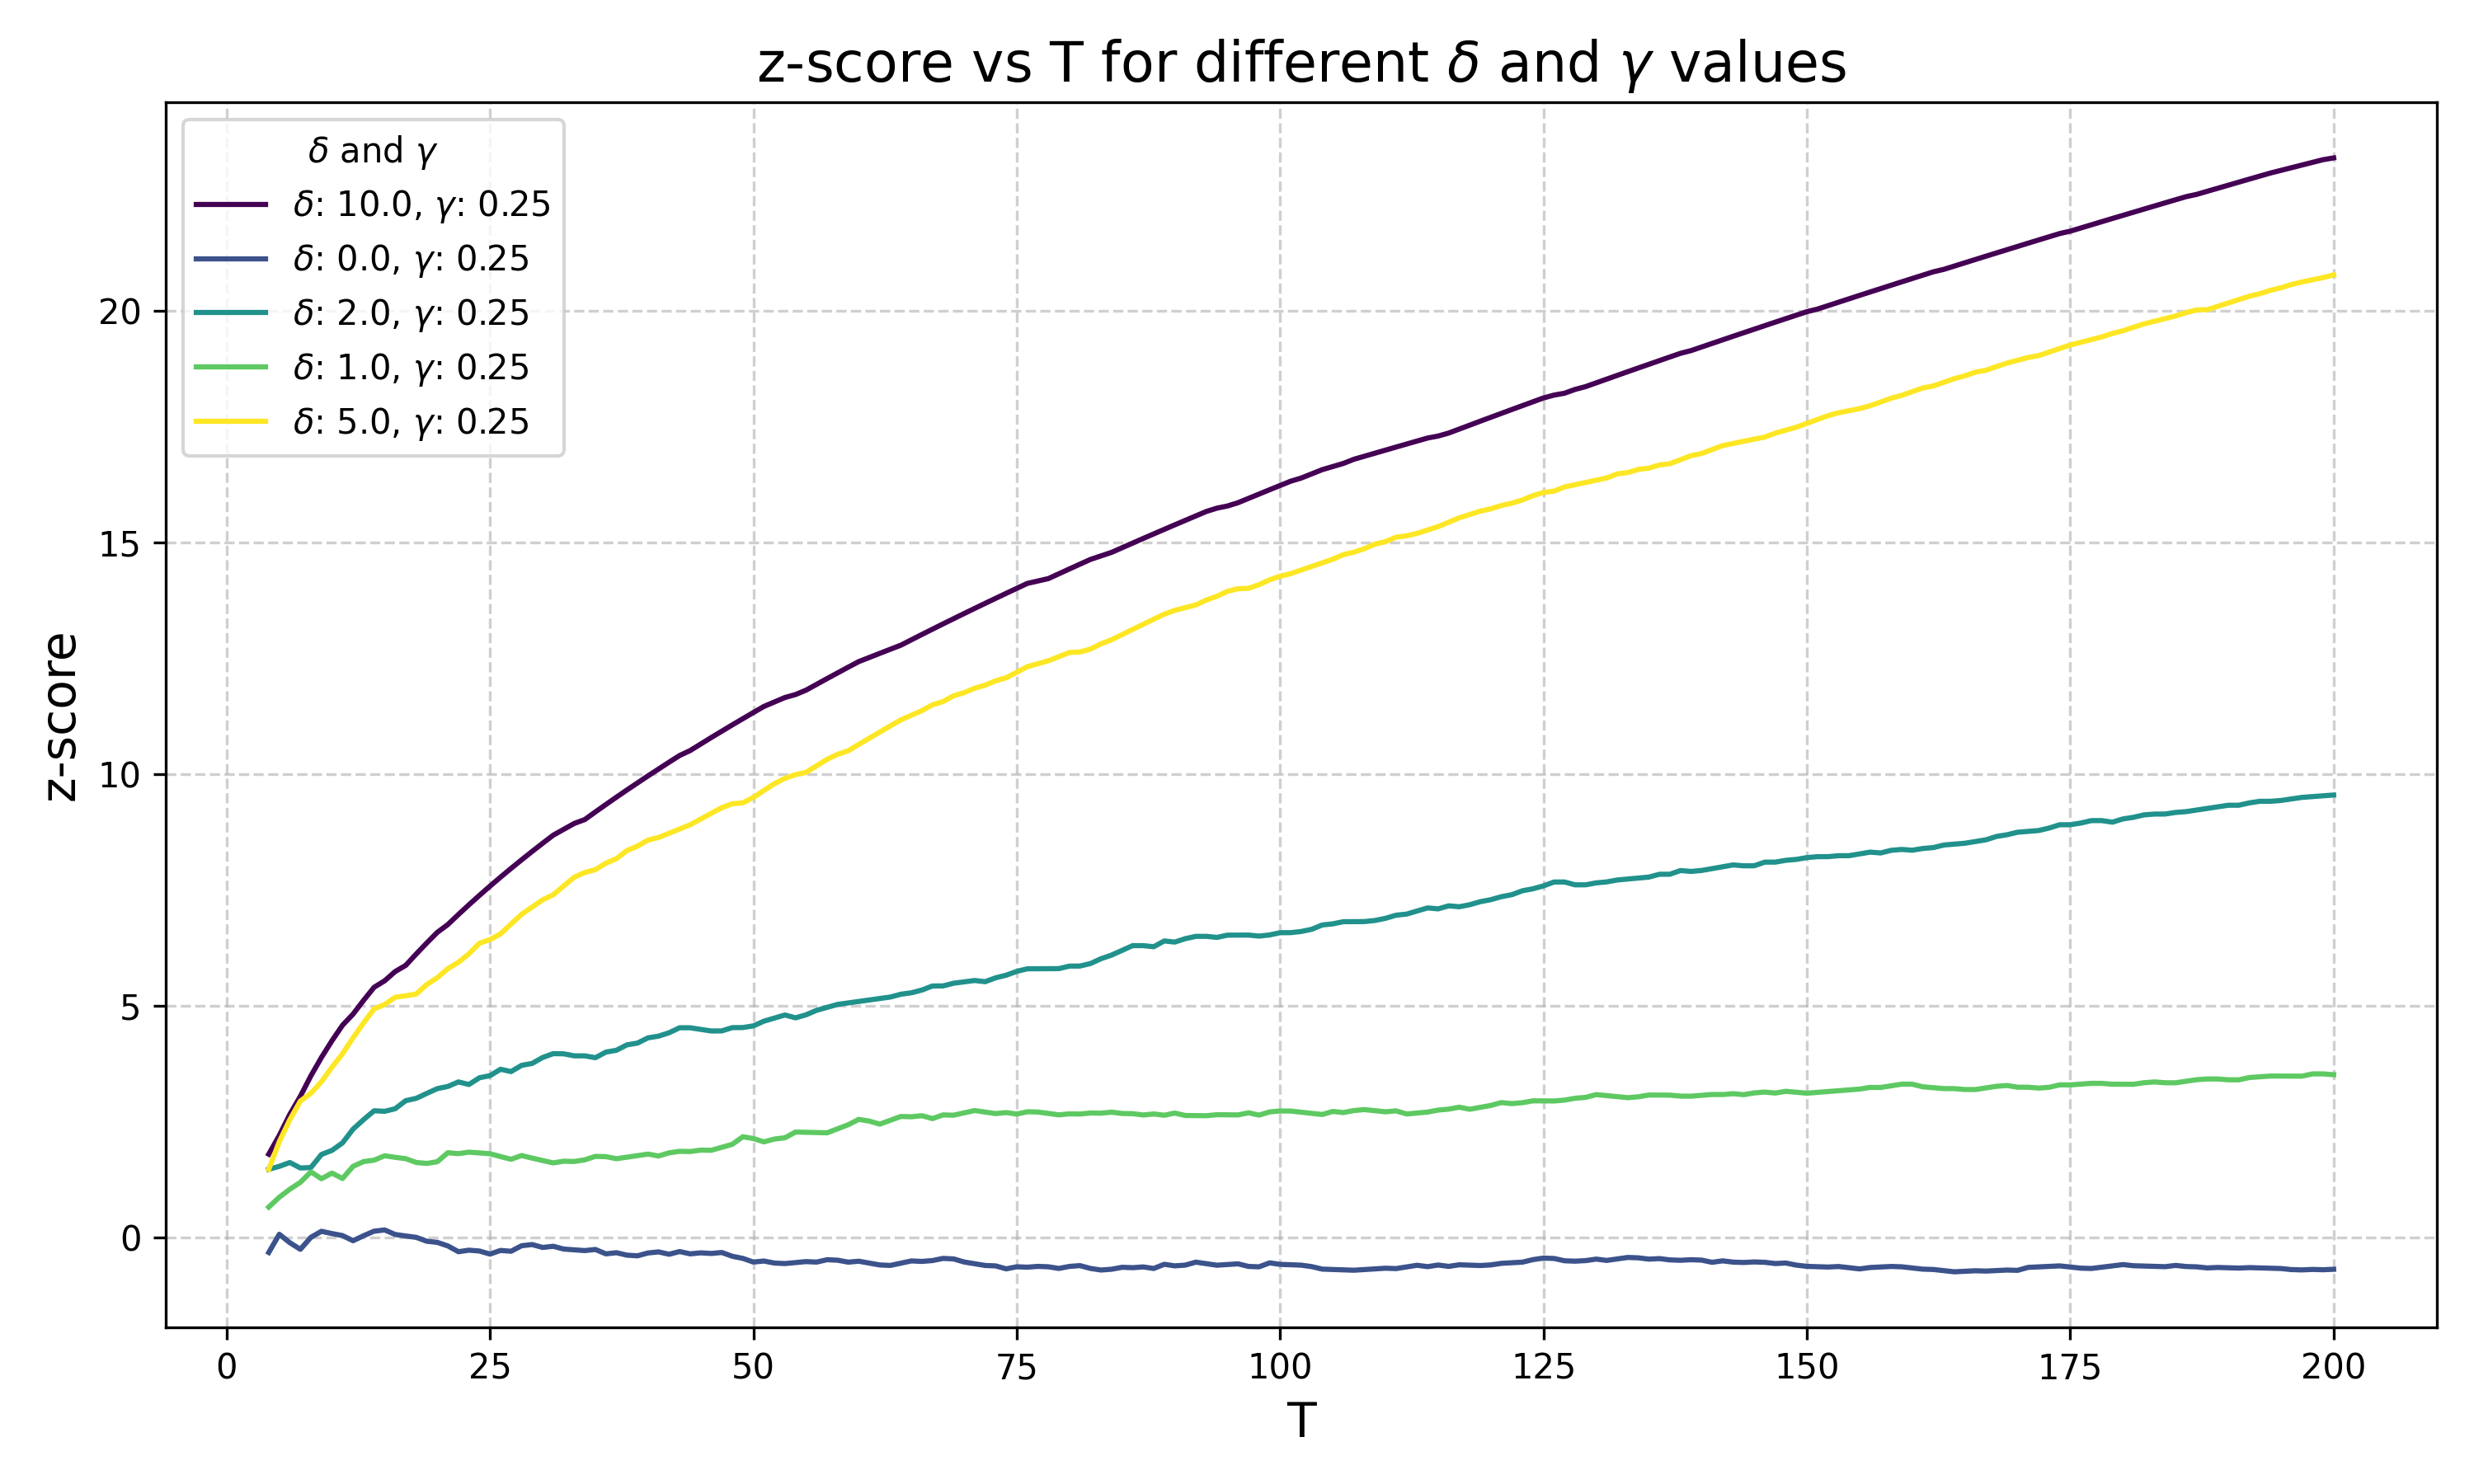 z-score vs T for different δ and γ values
δ and γ
δ: 10.0, γ: 0.25
δ: 0.0, γ: 0.25
δ: 2.0, γ: 0.25
δ: 1.0, γ: 0.25
δ: 5.0, γ: 0.25
z-score
20
15
10
5
0
0 25 50 75 100 125 150 175 200
T